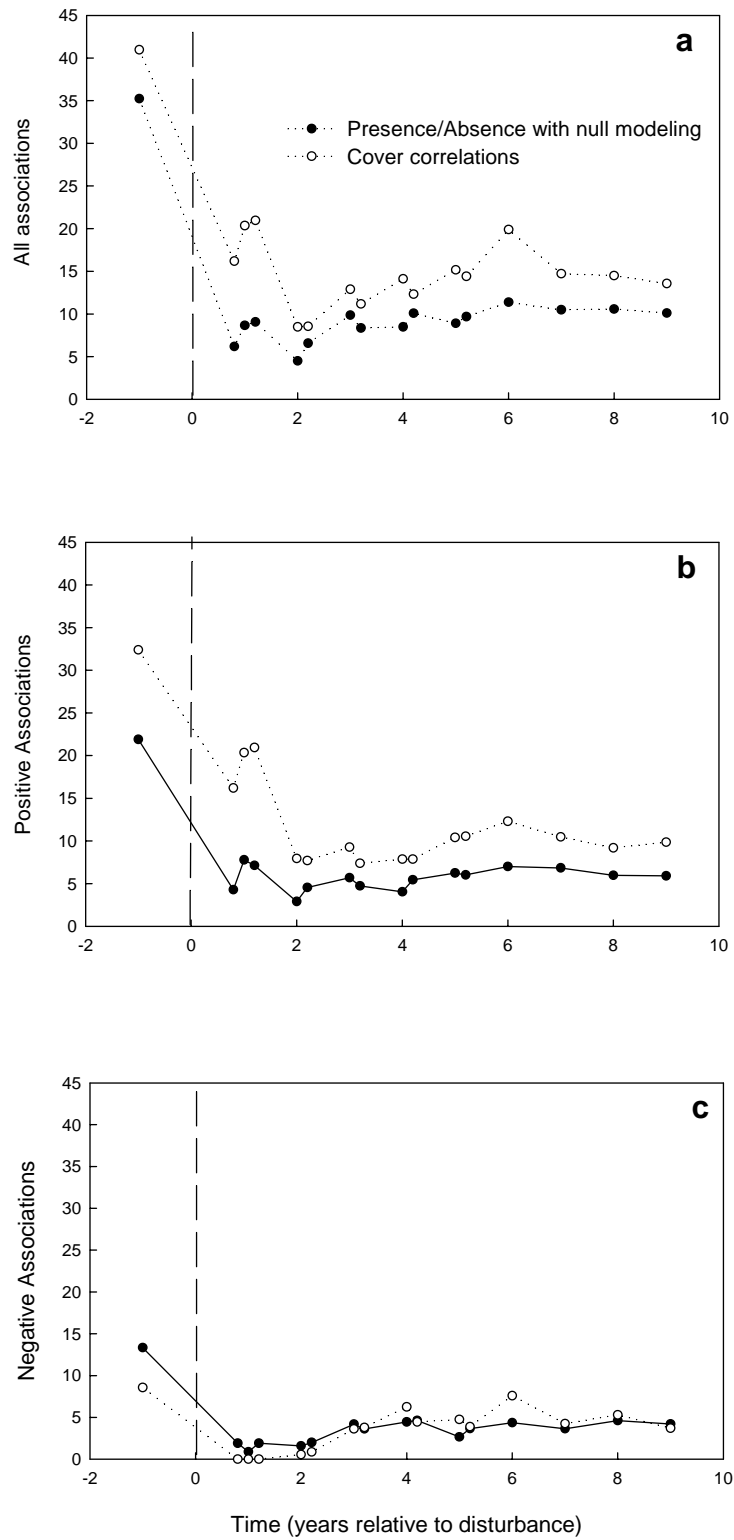 a
45
40
35
30
25
20
15
10
5
0
All associations
Presence/Absence with null modeling
Cover correlations
-2 0 2 4 6 8 10
b
45
40
35
30
25
20
15
10
5
0
Positive Associations
-2 0 2 4 6 8 10
c
45
40
35
30
25
20
15
10
5
0
Negative Associations
-2 0 2 4 6 8 10
Time (years relative to disturbance)